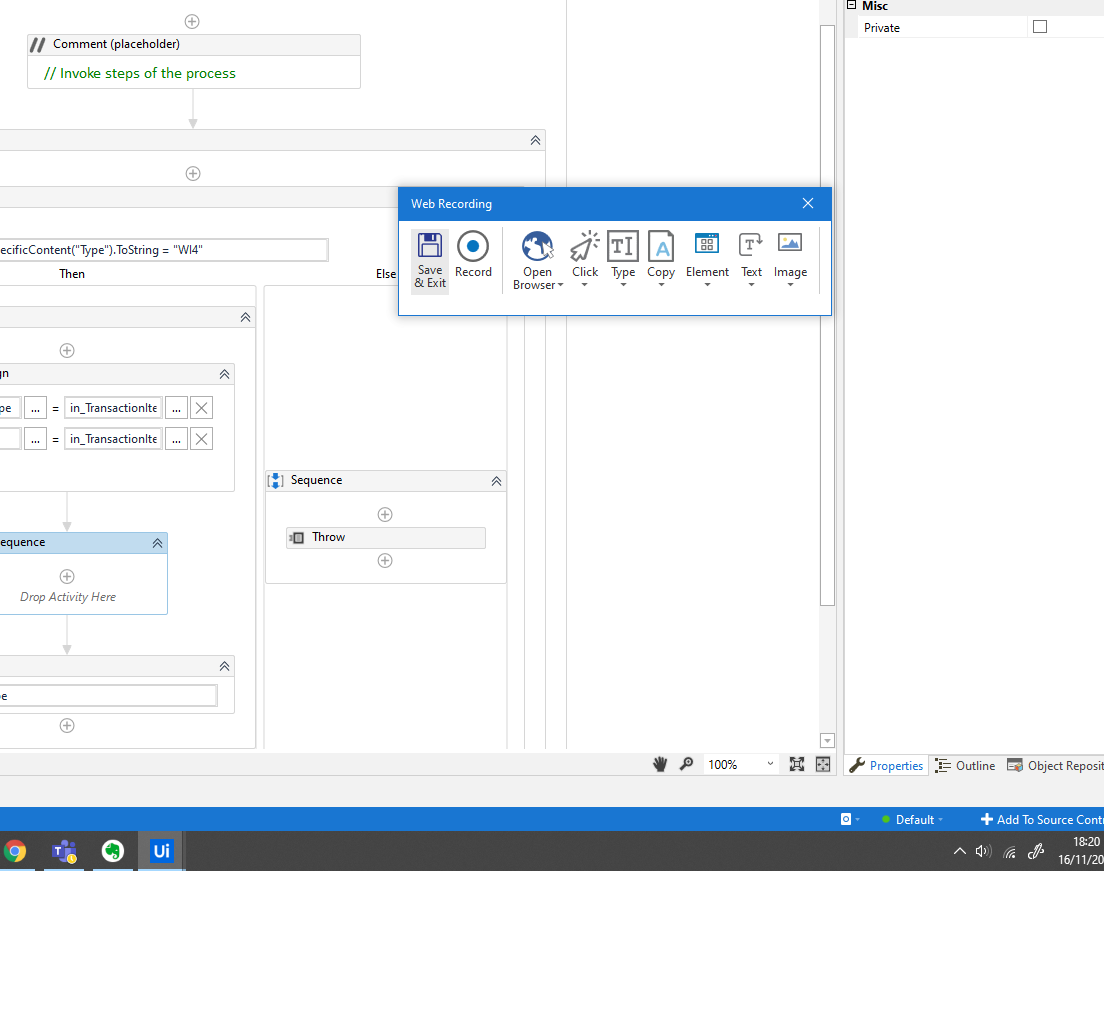 Misc
Private
Comment (placeholder)
// Invoke steps of the process
Web Recording
Save
& Exit
Record
Open
Browser
Click
Type
Copy
Element
Text
Image
ecificContent("Type").ToString = "WI4"
Then
Else
gn
pe
...
=
in_TransactionIte
...
...
=
in_TransactionIte
...
Sequence
Throw
equence
Drop Activity Here
pe
100%
Properties
Outline
Object Reposit
Default
Add To Source Contr
Ui
18:20
16/11/20